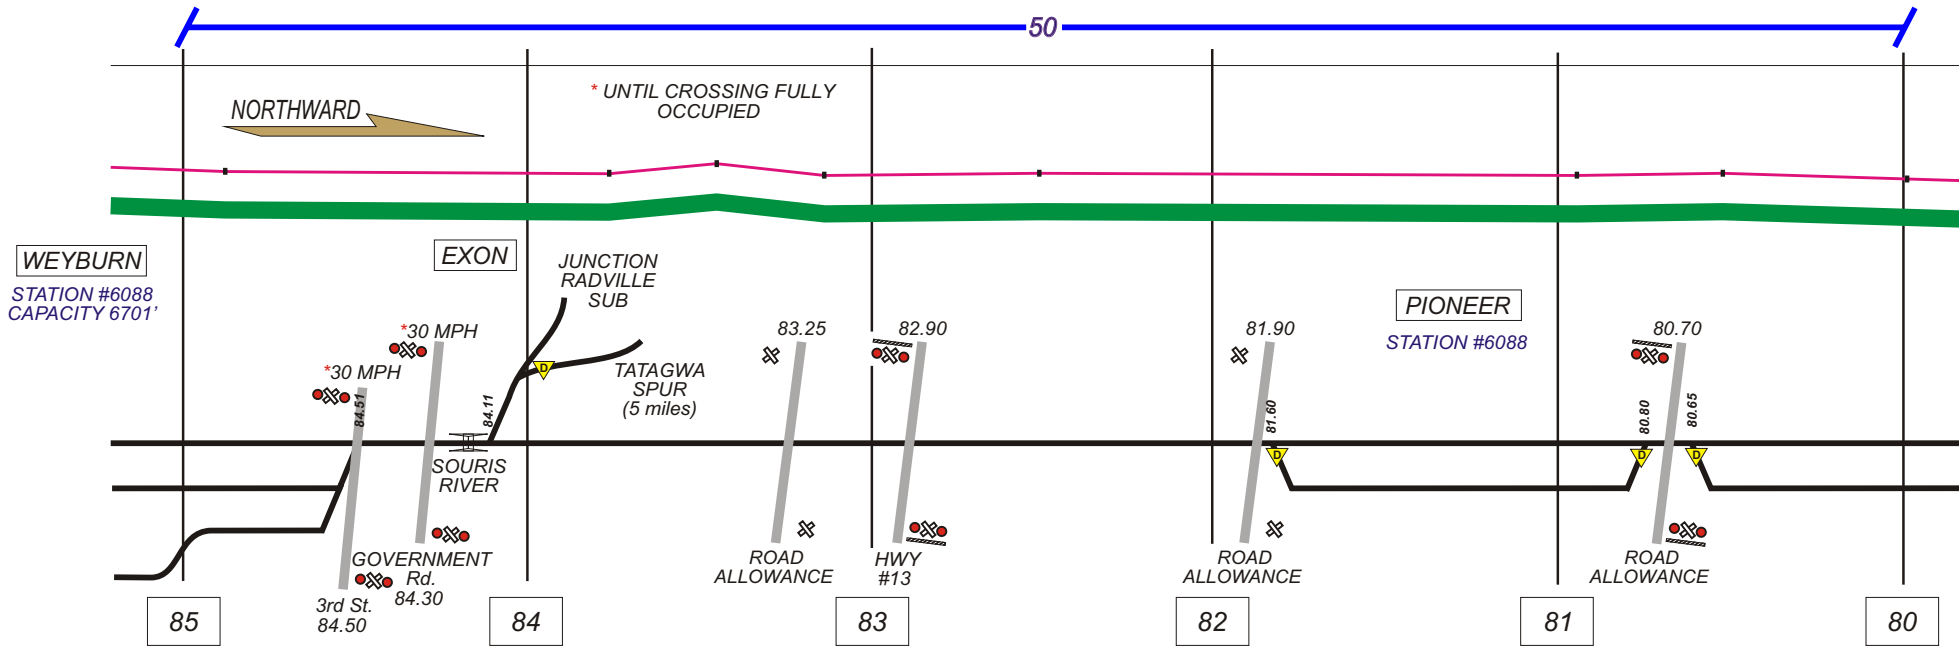 50
NORTHWARD
* UNTIL CROSSING FULLY
OCCUPIED
WEYBURN
STATION #6088
CAPACITY 6701'
EXON
JUNCTION
RADVILLE
SUB
TATAGWA
SPUR
(5 miles)
D
*30 MPH
*30 MPH
84.51
84.11
SOURIS
RIVER
GOVERNMENT
Rd.
84.30
3rd St.
84.50
83.25
ROAD
ALLOWANCE
82.90
HWY
#13
81.90
81.60
D
ROAD
ALLOWANCE
PIONEER
STATION #6088
80.70
80.80
80.65
D
D
ROAD
ALLOWANCE
85
84
83
82
81
80